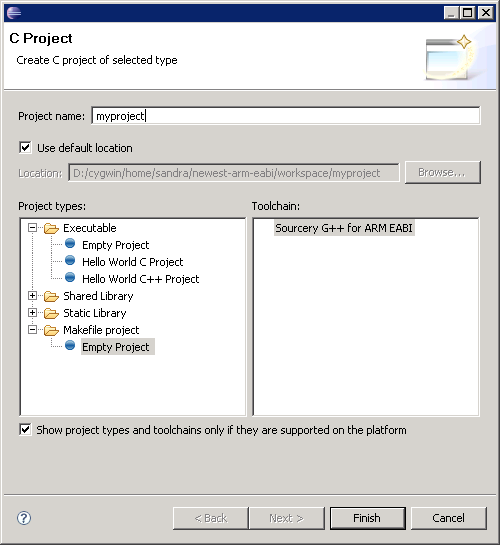 C Project
Create C project of selected type
Project name: myproject
Use default location
Location: D:/cygwin/home/sandra/newest-arm-eabi/workspace/myproject Browse...
Project types: Toolchain:
Executable Sourcery G++ for ARM EABI
Empty Project
Hello World C Project
Hello World C++ Project
Shared Library
Static Library
Makefile project
Empty Project
Show project types and toolchains only if they are supported on the platform
? < Back Next > Finish Cancel